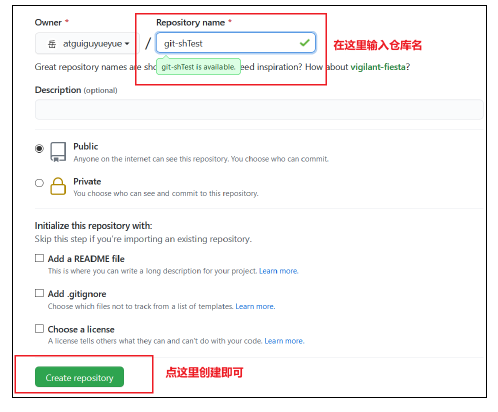 Owner * Repository name *
岳 atguiguyueyue / git-shTest
在这里输入仓库名
Great repository names are sho eed inspiration? How about vigilant-fiesta?
git-shTest is available.
Description (optional)
Public
Anyone on the internet can see this repository. You choose who can commit.
Private
You choose who can see and commit to this repository.
Initialize this repository with:
Skip this step if you're importing an existing repository.
Add a README file
This is where you can write a long description for your project. Learn more.
Add .gitignore
Choose which files not to track from a list of templates. Learn more.
Choose a license
A license tells others what they can and can't do with your code. Learn more.
Create repository
点这里创建即可